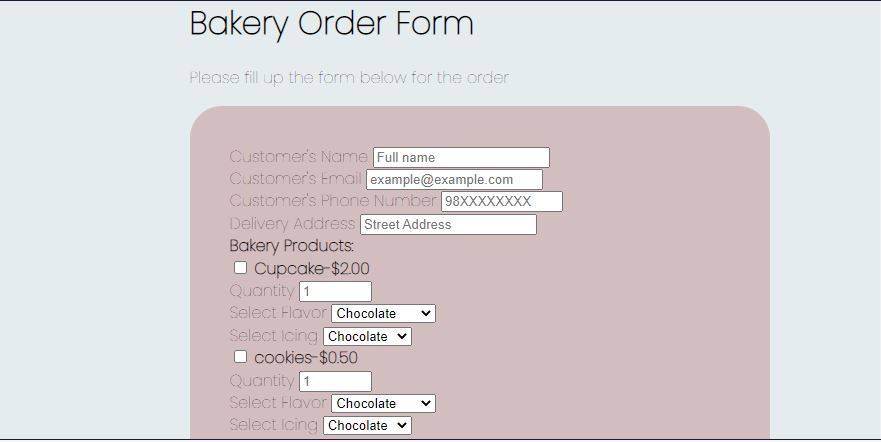 Bakery Order Form
Please fill up the form below for the order
Customer's Name Full name
Customer's Email example@example.com
Customer's Phone Number 98XXXXXXXX
Delivery Address Street Address
Bakery Products:
Cupcake-$2.00
Quantity 1
Select Flavor Chocolate
Select Icing Chocolate
cookies-$0.50
Quantity 1
Select Flavor Chocolate
Select Icing Chocolate